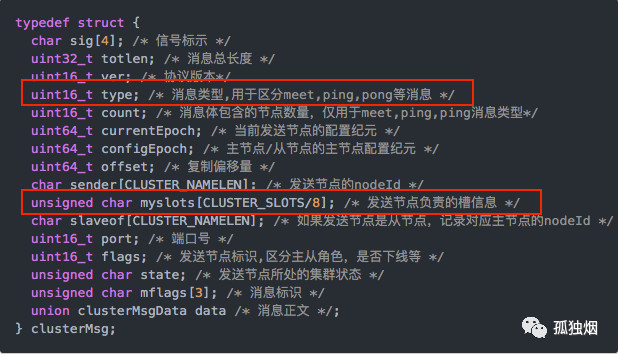 typedef struct {
char sig[4]; /* 信号标示 */
uint32_t totlen; /* 消息总长度 */
uint16_t ver; /* 协议版本*/
uint16_t type; /* 消息类型,用于区分meet,ping,pong等消息 */
uint16_t count; /* 消息体包含的节点数量，仅用于meet,ping,ping消息类型*/
uint64_t currentEpoch; /* 当前发送节点的配置纪元 */
uint64_t configEpoch; /* 主节点/从节点的主节点配置纪元 */
uint64_t offset; /* 复制偏移量 */
char sender[CLUSTER_NAMELEN]; /* 发送节点的nodeId */
unsigned char myslots[CLUSTER_SLOTS/8]; /* 发送节点负责的槽信息 */
char slaveof[CLUSTER_NAMELEN]; /* 如果发送节点是从节点，记录对应主节点的nodeId */
uint16_t port; /* 端口号 */
uint16_t flags; /* 发送节点标识,区分主从角色，是否下线等 */
unsigned char state; /* 发送节点所处的集群状态 */
unsigned char mflags[3]; /* 消息标识 */
union clusterMsgData data /* 消息正文 */;
} clusterMsg;
孤独烟